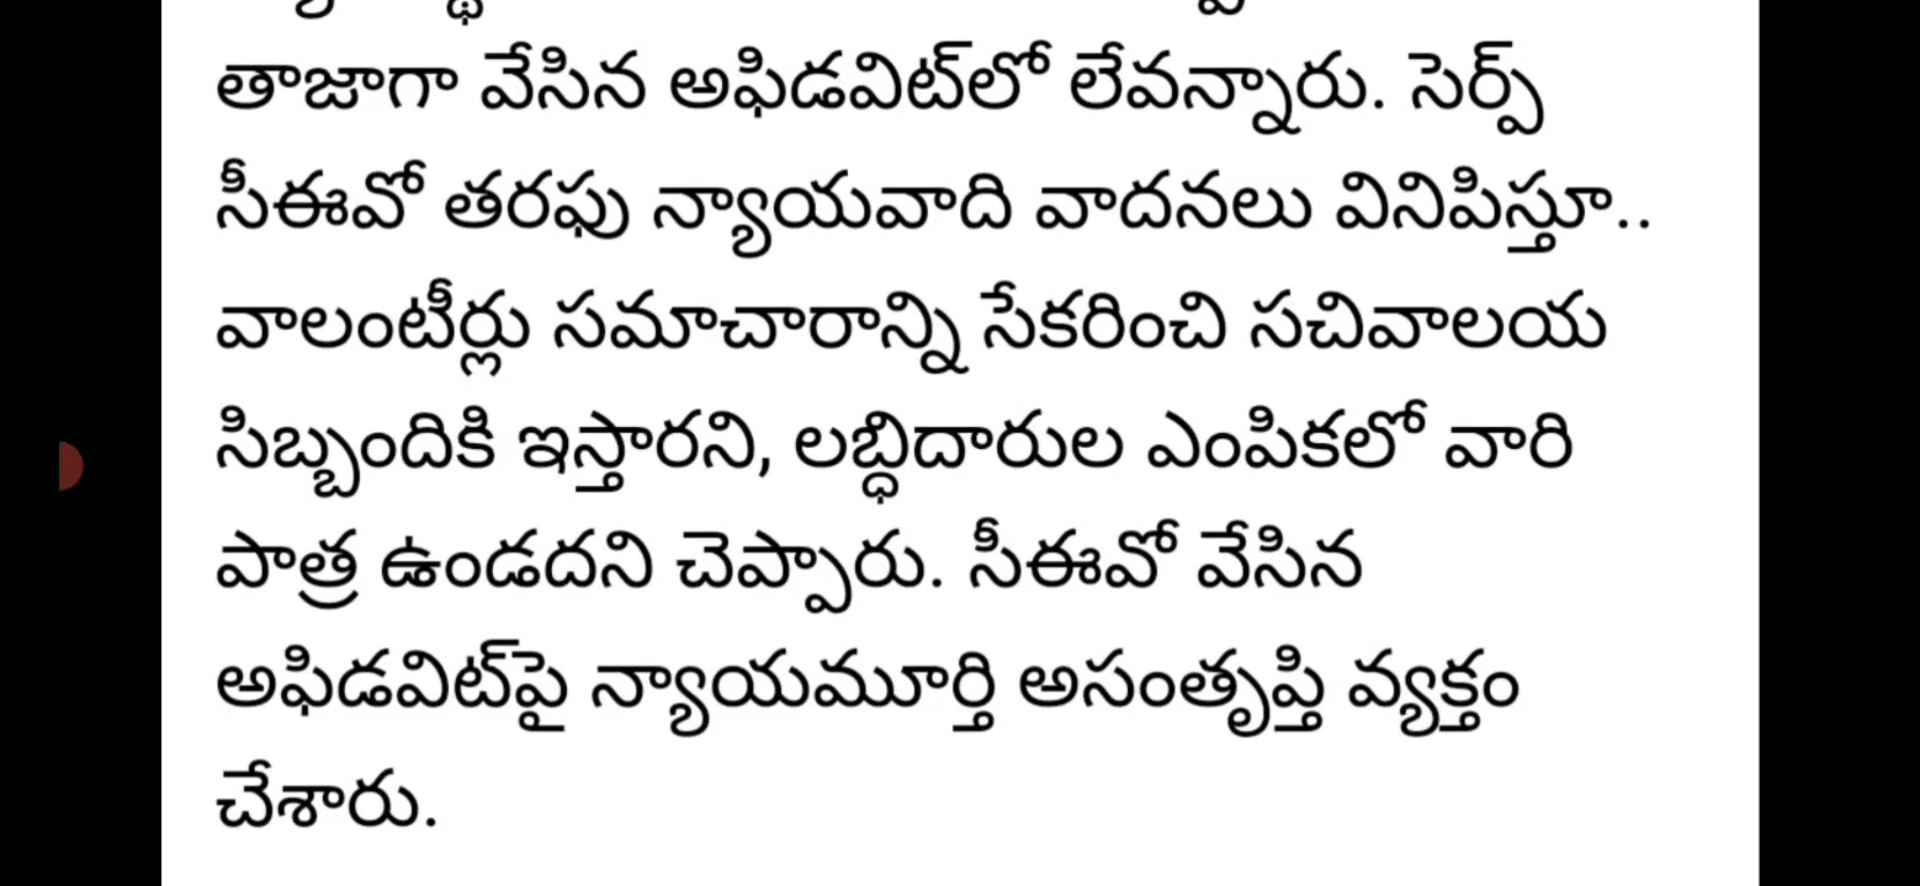 తాజాగా వేసిన అఫిడవిట్‌లో లేవన్నారు. సెర్ప్
సీఈవో తరఫు న్యాయవాది వాదనలు వినిపిస్తూ..
వాలంటీర్లు సమాచారాన్ని సేకరించి సచివాలయ
సిబ్బందికి ఇస్తారని, లబ్ధిదారుల ఎంపికలో వారి
పాత్ర ఉండదని చెప్పారు. సీఈవో వేసిన
అఫిడవిట్‌పై న్యాయమూర్తి అసంతృప్తి వ్యక్తం
చేశారు.